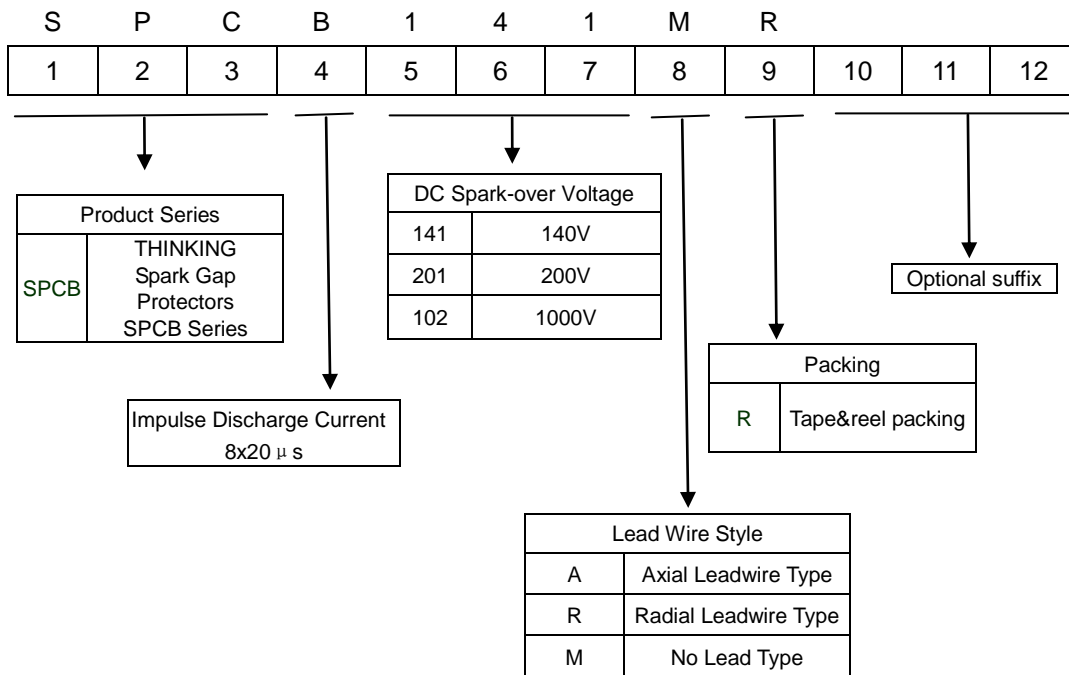 S P C B 1 4 1 M R
1 2 3 4 5 6 7 8 9 10 11 12
Product Series
SPCB
THINKING
Spark Gap
Protectors
SPCB Series
DC Spark-over Voltage
141 140V
201 200V
102 1000V
Optional suffix
Packing
R Tape&reel packing
Impulse Discharge Current
8x20 μ s
Lead Wire Style
A Axial Leadwire Type
R Radial Leadwire Type
M No Lead Type